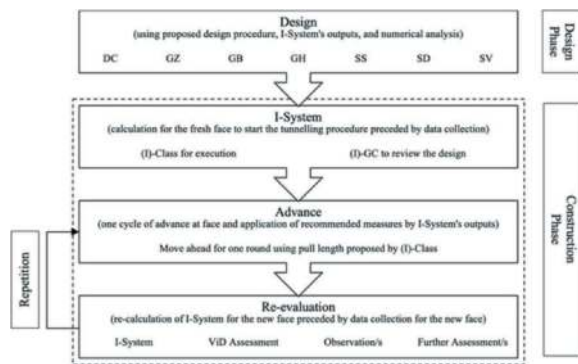 Design
(using proposed design procedure, I-System's outputs, and numerical analysis)
DC GZ GB GH SS SD SV
Design
Phase
I-System
(calculation for the fresh face to start the tunnelling procedure preceded by data collection)
(I)-Class for execution (I)-GC to review the design
Advance
(one cycle of advance at face and application of recommended measures by I-System's outputs)
Move ahead for one round using pull length proposed by (I)-Class
Construction
Phase
Repetition
Re-evaluation
(re-calculation of I-System for the new face preceded by data collection for the new face)
I-System ViD Assessment Observation/s Further Assessment/s